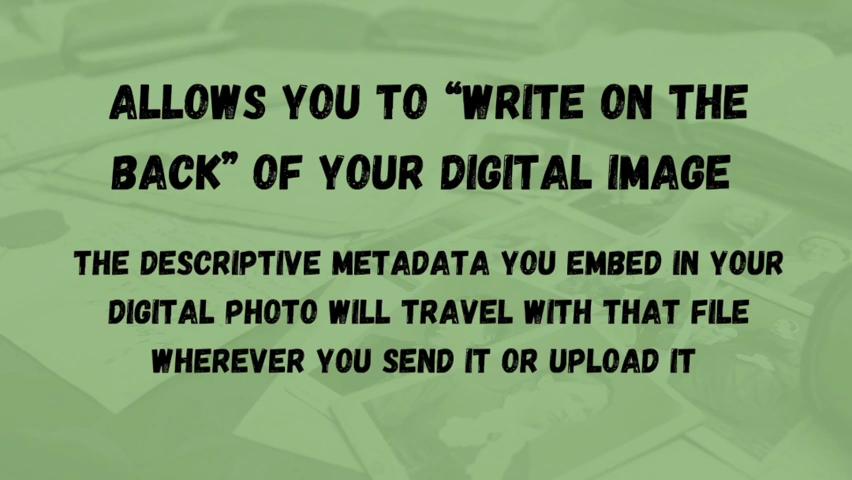 ALLOWS YOU TO “WRITE ON THE
BACK” OF YOUR DIGITAL IMAGE
THE DESCRIPTIVE METADATA YOU EMBED IN YOUR
DIGITAL PHOTO WILL TRAVEL WITH THAT FILE
WHEREVER YOU SEND IT OR UPLOAD IT